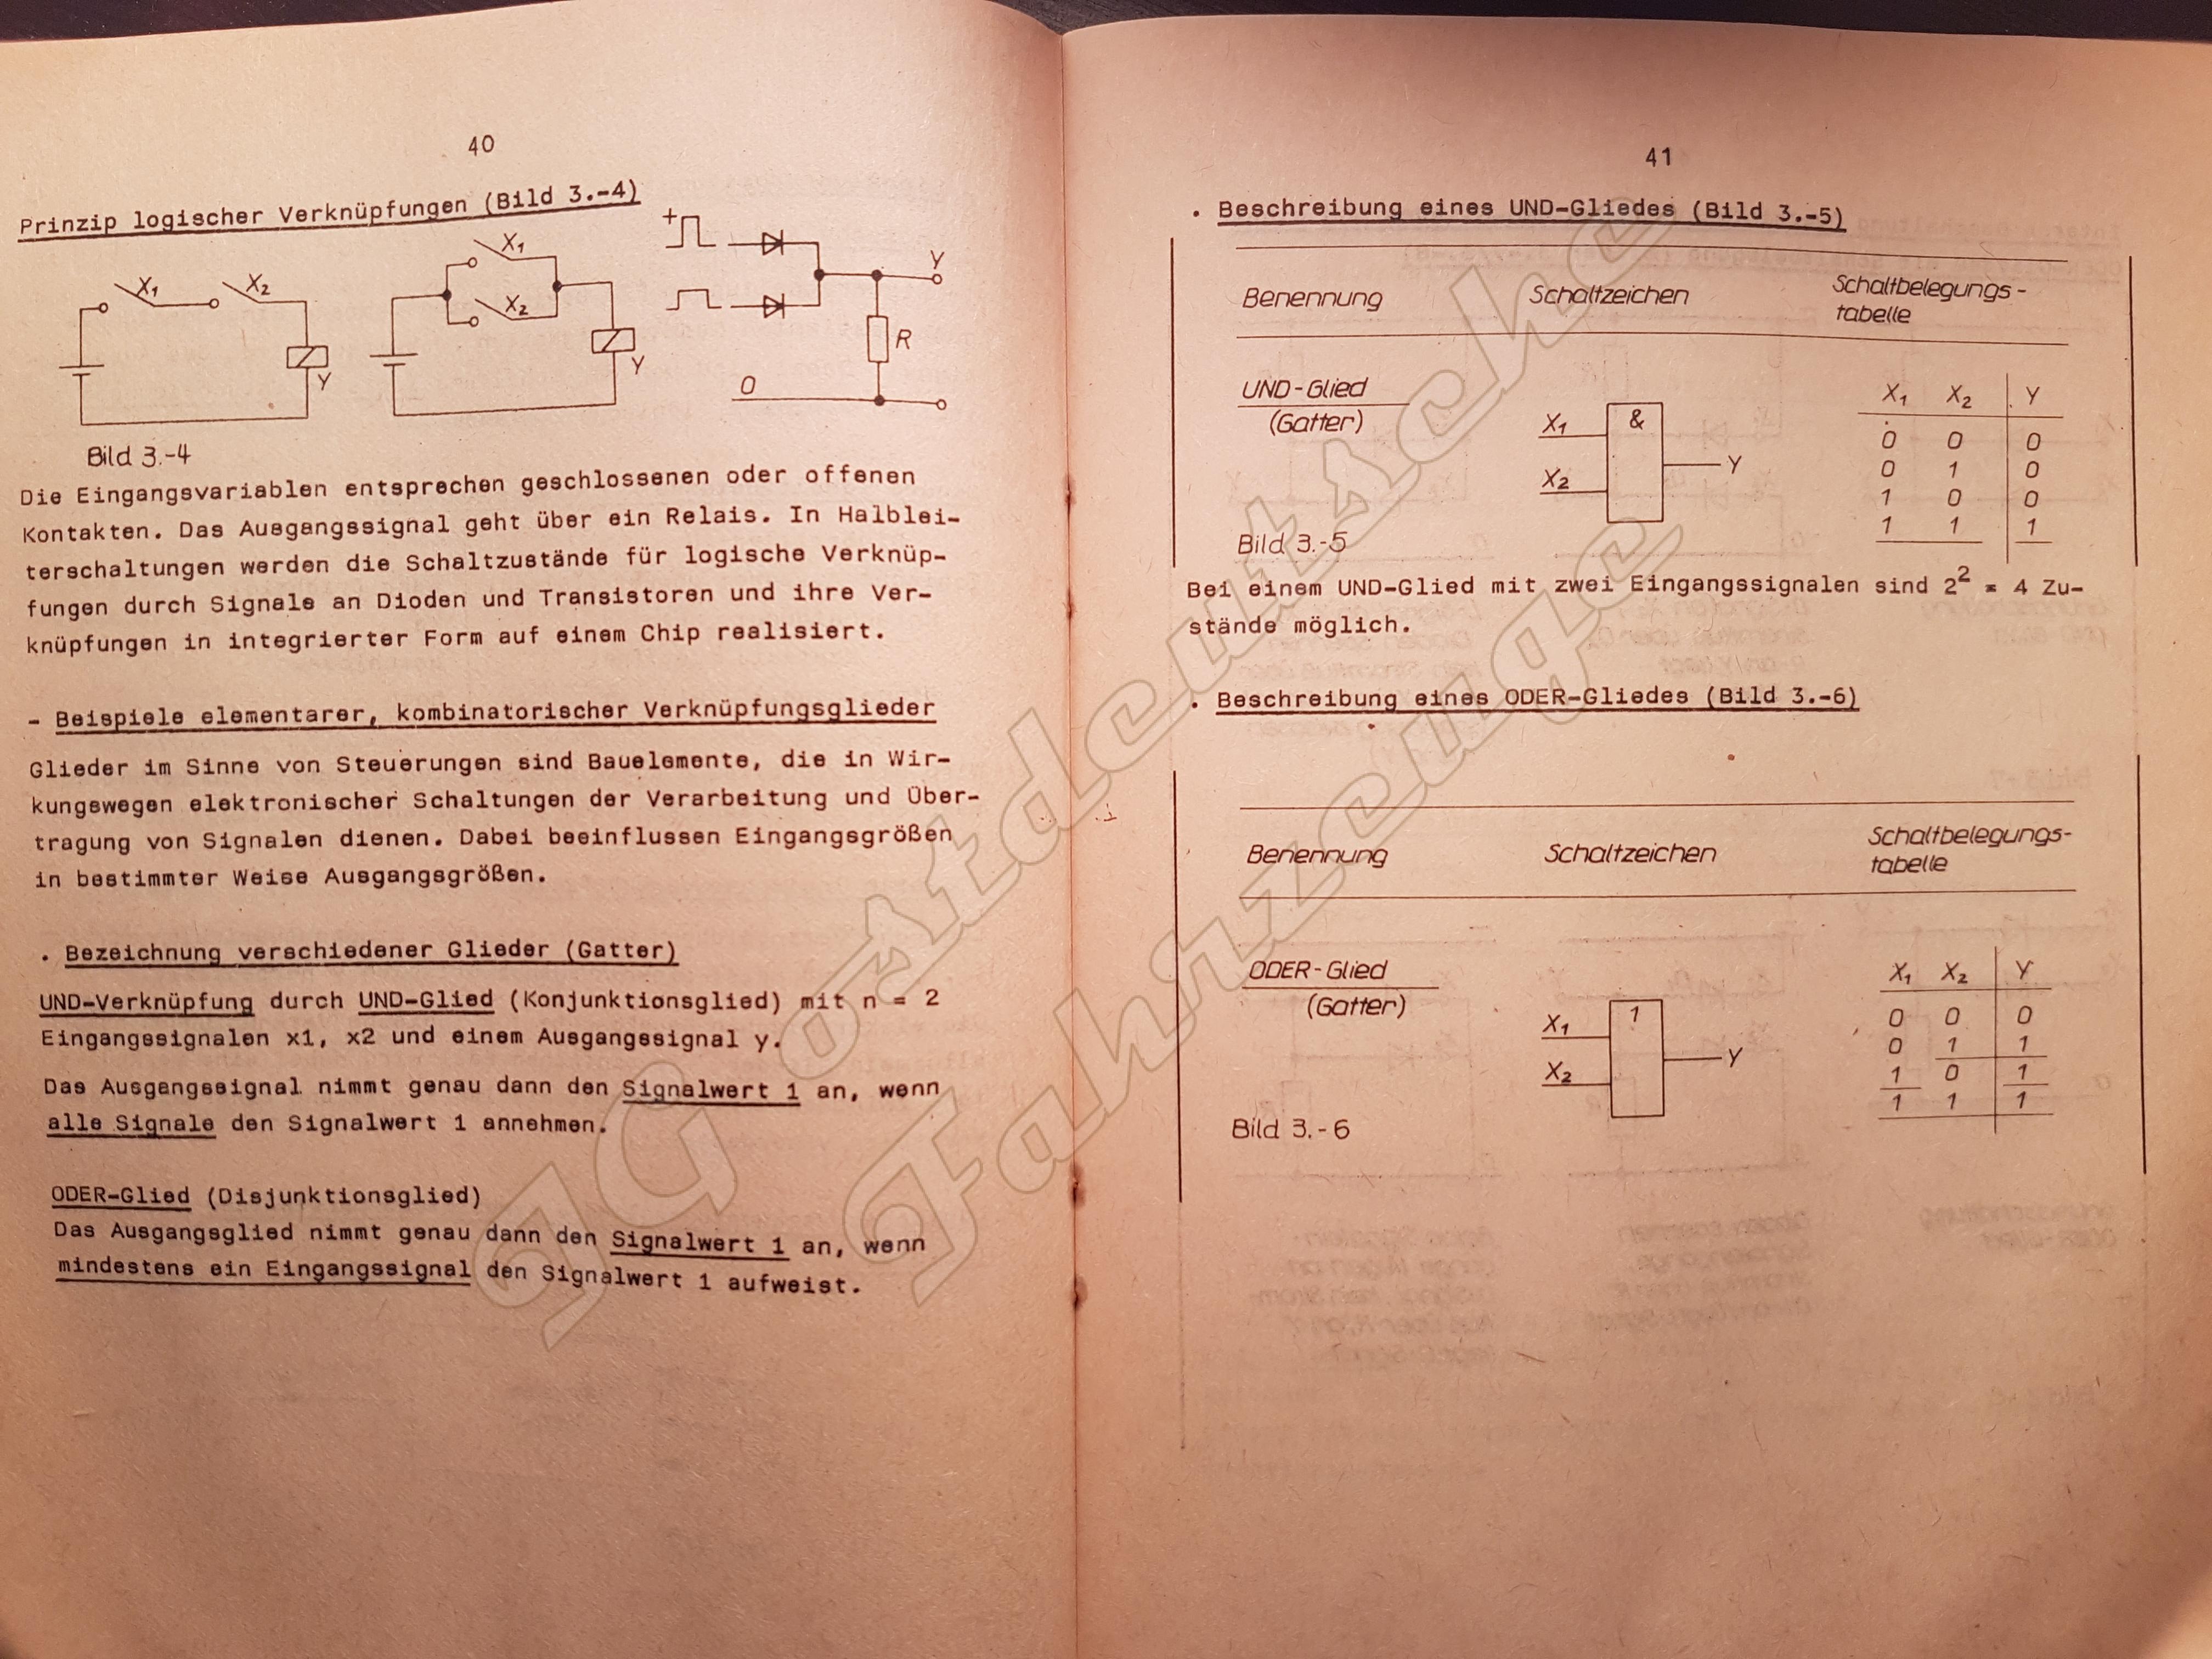 40
Prinzip logischer Verknüpfungen (Bild 3.-4)
X1 X2 Y
X1 X2 Y
+ Y R 0
Bild 3.-4
Die Eingangsvariablen entsprechen geschlossenen oder offenen
Kontakten. Das Ausgangssignal geht über ein Relais. In Halblei-
terschaltungen werden die Schaltzustände für logische Verknüp-
fungen durch Signale an Dioden und Transistoren und ihre Ver-
knüpfungen in integrierter Form auf einem Chip realisiert.
- Beispiele elementarer, kombinatorischer Verknüpfungsglieder
Glieder im Sinne von Steuerungen sind Bauelemente, die in Wir-
kungswegen elektronischer Schaltungen der Verarbeitung und Über-
tragung von Signalen dienen. Dabei beeinflussen Eingangsgrößen
in bestimmter Weise Ausgangsgrößen.
. Bezeichnung verschiedener Glieder (Gatter)
UND-Verknüpfung durch UND-Glied (Konjunktionsglied) mit n = 2
Eingangssignalen x1, x2 und einem Ausgangssignal y.
Das Ausgangssignal nimmt genau dann den Signalwert 1 an, wenn
alle Signale den Signalwert 1 annehmen.
ODER-Glied (Disjunktionsglied)
Das Ausgangsglied nimmt genau dann den Signalwert 1 an, wenn
mindestens ein Eingangssignal den Signalwert 1 aufweist.
41
. Beschreibung eines UND-Gliedes (Bild 3.-5)
Benennung Schaltzeichen Schaltbelegungs-
tabelle
UND-Glied
(Gatter)
X1 & X2 Y
X1 X2 Y
0 0 0
0 1 0
1 0 0
1 1 1
Bild 3.-5
Bei einem UND-Glied mit zwei Eingangssignalen sind 2² = 4 Zu-
stände möglich.
. Beschreibung eines ODER-Gliedes (Bild 3.-6)
Benennung Schaltzeichen Schaltbelegungs-
tabelle
ODER-Glied
(Gatter)
X1 1 X2 Y
X1 X2 Y
0 0 0
0 1 1
1 0 1
1 1 1
Bild 3.-6
IG Ostdeutsche
Fahrzeuge